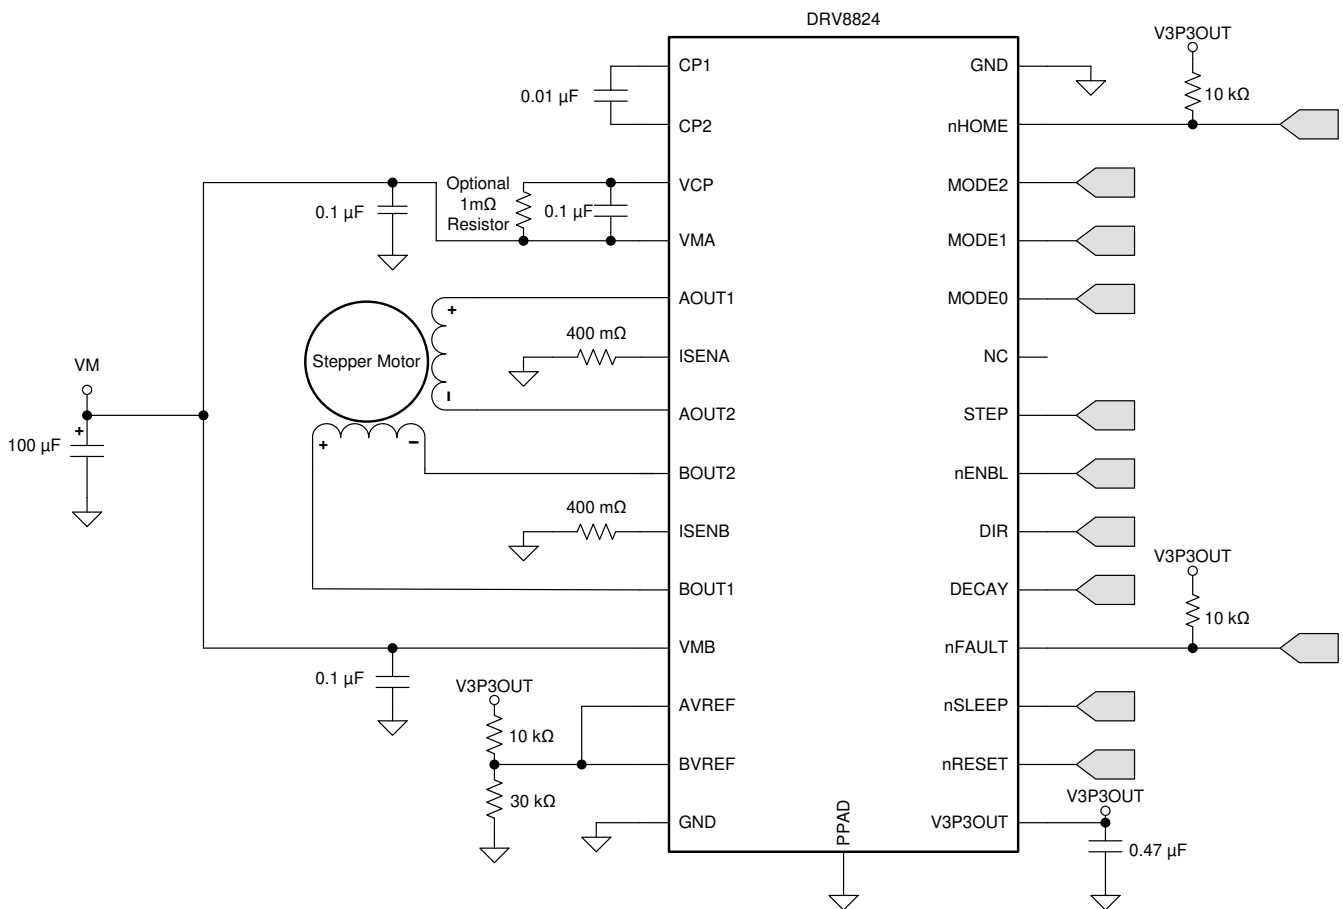 DRV8824
V3P3OUT
10 kΩ
CP1
CP2
0.01 µF
VCP
VMA
Optional
1mΩ
Resistor
0.1 µF
0.1 µF
AOUT1
+
Stepper Motor
400 mΩ
ISENA
−
AOUT2
VM
+
100 µF
+
−
BOUT2
400 mΩ
ISENB
BOUT1
VMB
0.1 µF
V3P3OUT
AVREF
10 kΩ
BVREF
30 kΩ
GND
PPAD
GND
nHOME
MODE2
MODE1
MODE0
NC
STEP
nENBL
DIR
V3P3OUT
DECAY
10 kΩ
nFAULT
nSLEEP
nRESET
V3P3OUT
V3P3OUT
0.47 µF